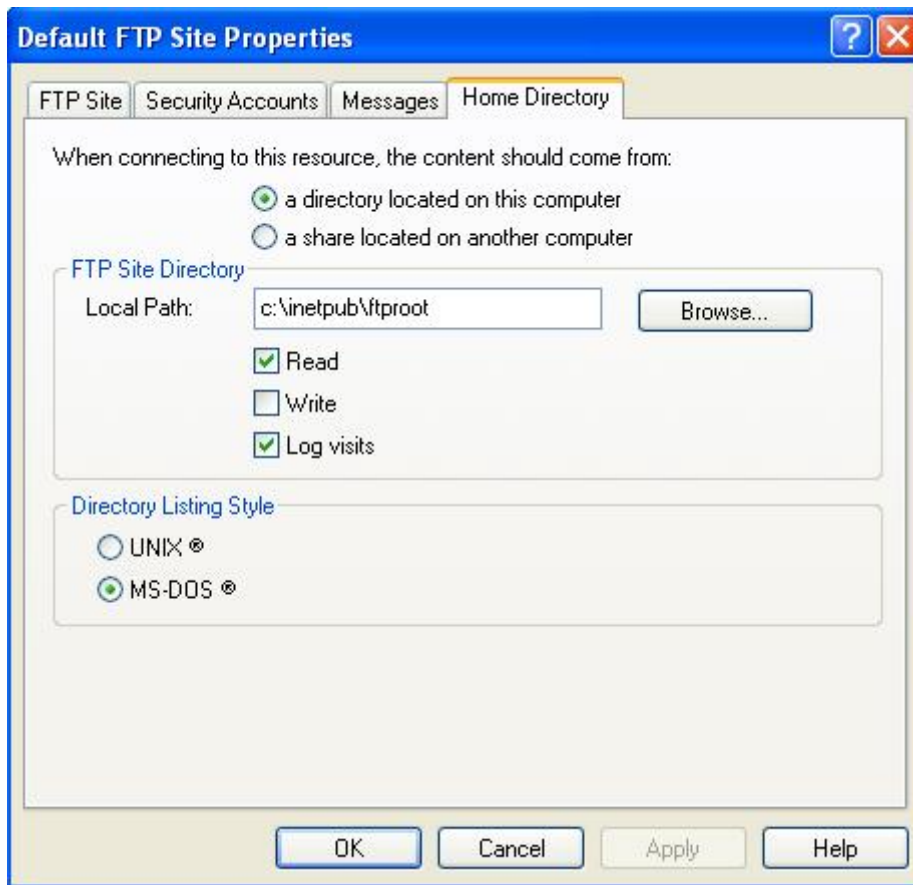 Default FTP Site Properties
FTP Site Security Accounts Messages Home Directory
When connecting to this resource, the content should come from:
a directory located on this computer
a share located on another computer
FTP Site Directory
Local Path: c:\inetpub\ftproot Browse...
Read
Write
Log visits
Directory Listing Style
UNIX ®
MS-DOS ®
OK Cancel Apply Help